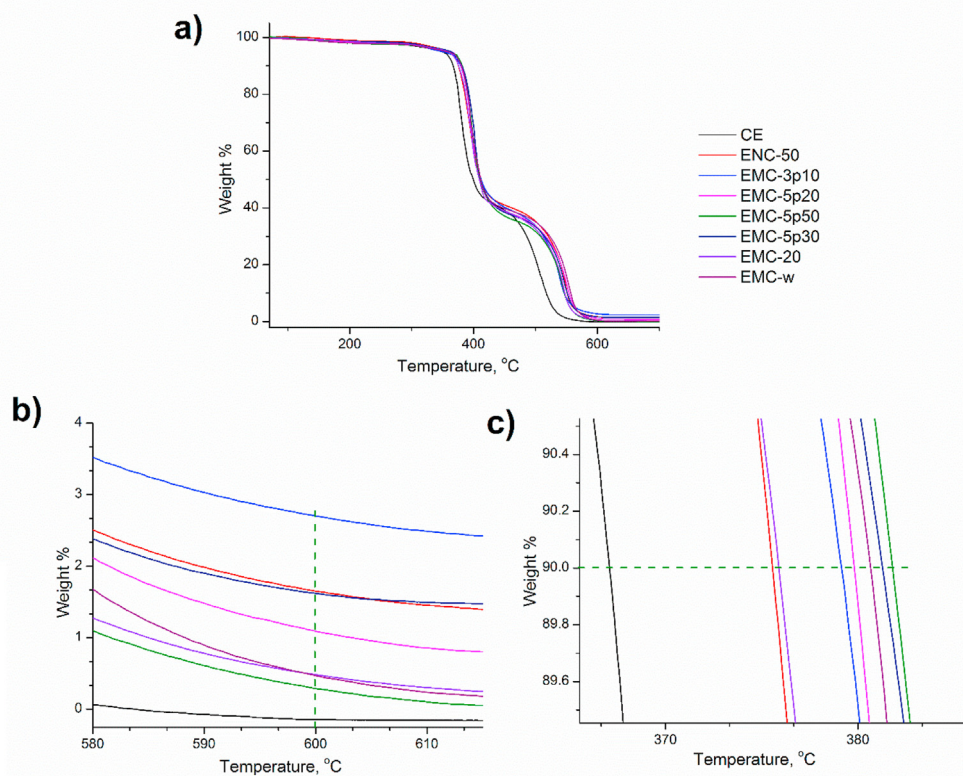 a)
100
80
60
40
20
0
Weight %
200
400
600
Temperature, °C
CE
ENC-50
EMC-3p10
EMC-5p20
EMC-5p50
EMC-5p30
EMC-20
EMC-w
b)
4
3
2
1
0
Weight %
580
590
600
610
Temperature, °C
c)
90.4
90.2
90.0
89.8
89.6
Weight %
370
380
Temperature, °C